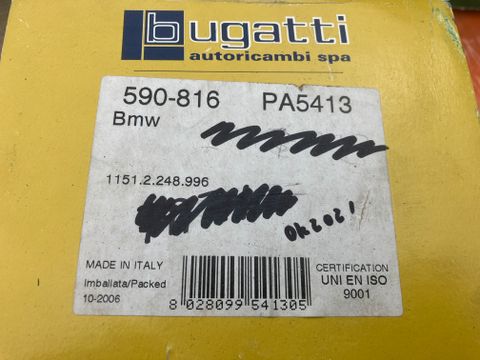 bugatti
autoricambi spa
590-816 PA5413
Bmw
1151.2.248.996
OK2021
MADE IN ITALY
Imballata/Packed
10-2006
8 028099 541305
CERTIFICATION
UNI EN ISO
9001